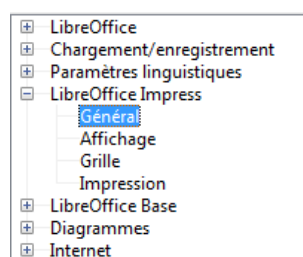 LibreOffice
Chargement/enregistrement
Paramètres linguistiques
LibreOffice Impress
Général
Affichage
Grille
Impression
LibreOffice Base
Diagrammes
Internet